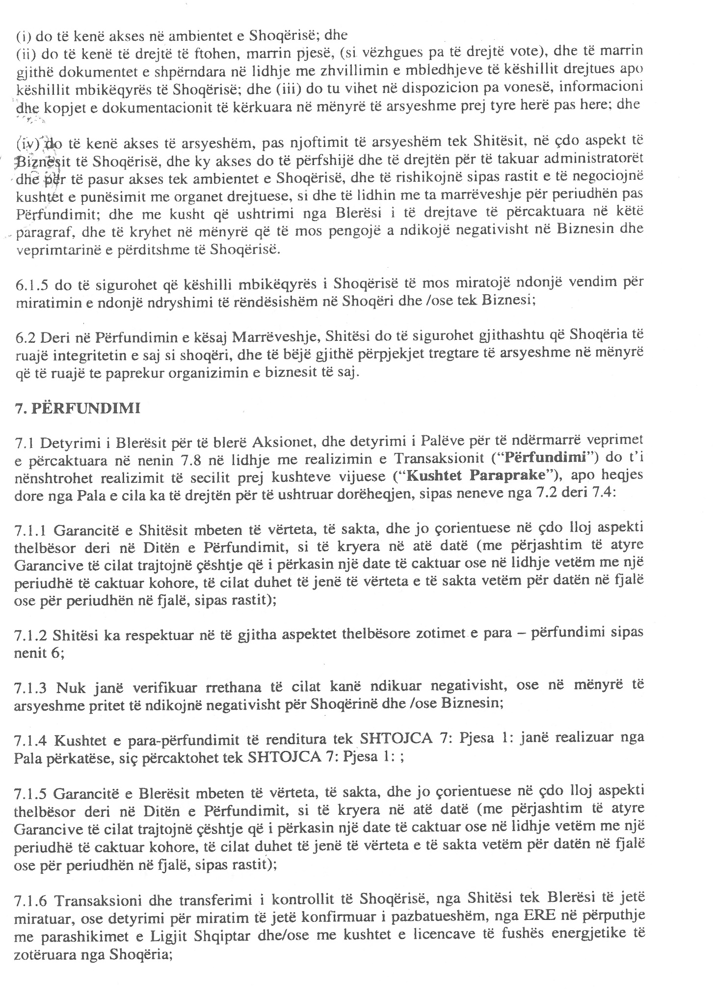 (i) do të kenë akses në ambientet e Shoqërisë; dhe
(ii) do të kenë të drejtë të ftohen, marrin pjesë, (si vëzhgues pa të drejtë vote), dhe të marrin
gjithë dokumentet e shpërndara në lidhje me zhvillimin e mbledhjeve të këshillit drejtues apo
këshillit mbikëqyrës të Shoqërisë; dhe (iii) do tu vihet në dispozicion pa vonesë, informacioni
dhe kopjet e dokumentacionit të kërkuara në mënyrë të arsyeshme prej tyre herë pas here; dhe
(iv) do të kenë akses të arsyeshëm, pas njoftimit të arsyeshëm tek Shitësit, në çdo aspekt të
Biznesit të Shoqërisë, dhe ky akses do të përfshijë dhe të drejtën për të takuar administratorët
dhe për të pasur akses tek ambientet e Shoqërisë, dhe të rishikojnë sipas rastit e të negociojnë
kushtet e punësimit me organet drejtuese, si dhe të lidhin me ta marrëveshje për periudhën pas
Përfundimit; dhe me kusht që ushtrimi nga Blerësi i të drejtave të përcaktuara në këtë
paragraf, dhe të kryhet në mënyrë që të mos pengojë a ndikojë negativisht në Biznesin dhe
veprimtarinë e përditshme të Shoqërisë.
6.1.5 do të sigurohet që këshilli mbikëqyrës i Shoqërisë të mos miratojë ndonjë vendim për
miratimin e ndonjë ndryshimi të rëndësishëm në Shoqëri dhe /ose tek Biznesi;
6.2 Deri në Përfundimin e kësaj Marrëveshje, Shitësi do të sigurohet gjithashtu që Shoqëria të
ruajë integritetin e saj si shoqëri, dhe të bëjë gjithë përpjekjet tregtare të arsyeshme në mënyrë
që të ruajë te paprekur organizimin e biznesit të saj.
7. PËRFUNDIMI
7.1 Detyrimi i Blerësit për të blerë Aksionet, dhe detyrimi i Palëve për të ndërmarrë veprimet
e përcaktuara në nenin 7.8 në lidhje me realizimin e Transaksionit (“Përfundimi”) do t’i
nënshtrohet realizimit të secilit prej kushteve vijuese (“Kushtet Paraprake”), apo heqjes
dore nga Pala e cila ka të drejtën për të ushtruar dorëheqjen, sipas neneve nga 7.2 deri 7.4:
7.1.1 Garancitë e Shitësit mbeten të vërteta, të sakta, dhe jo çorientuese në çdo lloj aspekti
thelbësor deri në Ditën e Përfundimit, si të kryera në atë datë (me përjashtim të atyre
Garancive të cilat trajtojnë çështje që i përkasin një date të caktuar ose në lidhje vetëm me një
periudhë të caktuar kohore, të cilat duhet të jenë të vërteta e të sakta vetëm për datën në fjalë
ose për periudhën në fjalë, sipas rastit);
7.1.2 Shitësi ka respektuar në të gjitha aspektet thelbësore zotimet e para – përfundimi sipas
nenit 6;
7.1.3 Nuk janë verifikuar rrethana të cilat kanë ndikuar negativisht, ose në mënyrë të
arsyeshme pritet të ndikojnë negativisht për Shoqërinë dhe /ose Biznesin;
7.1.4 Kushtet e para-përfundimit të renditura tek SHTOJCA 7: Pjesa 1: janë realizuar nga
Pala përkatëse, siç përcaktohet tek SHTOJCA 7: Pjesa 1: ;
7.1.5 Garancitë e Blerësit mbeten të vërteta, të sakta, dhe jo çorientuese në çdo lloj aspekti
thelbësor deri në Ditën e Përfundimit, si të kryera në atë datë (me përjashtim të atyre
Garancive të cilat trajtojnë çështje që i përkasin një date të caktuar ose në lidhje vetëm me një
periudhë të caktuar kohore, të cilat duhet të jenë të vërteta e të sakta vetëm për datën në fjalë
ose për periudhën në fjalë, sipas rastit);
7.1.6 Transaksioni dhe transferimi i kontrollit të Shoqërisë, nga Shitësi tek Blerësi të jetë
miratuar, ose detyrimi për miratim të jetë konfirmuar i pazbatueshëm, nga ERE në përputhje
me parashikimet e Ligjit Shqiptar dhe/ose me kushtet e licencave të fushës energjetike të
zotëruara nga Shoqëria;